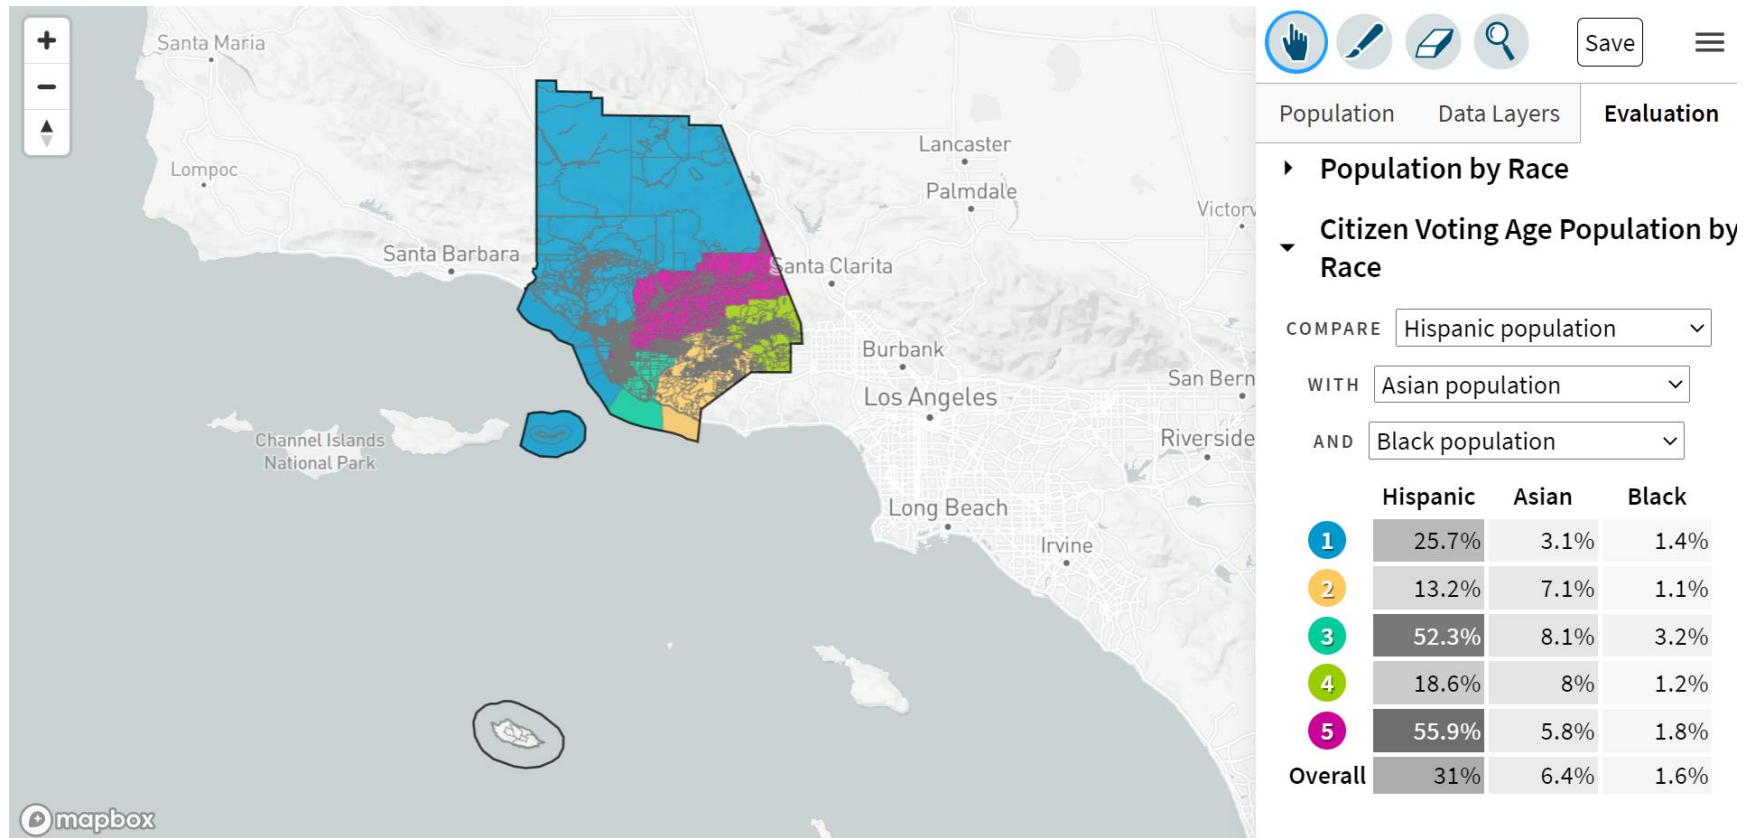 Santa Maria
Lompoc
Santa Barbara
Lancaster
Palmdale
Victorv
Santa Clarita
Burbank
Los Angeles
San Bern
Channel Islands
National Park
Riverside
Long Beach
Irvine
mapbox
Save
Population Data Layers Evaluation
Population by Race
Citizen Voting Age Population by
Race
COMPARE Hispanic population
WITH Asian population
AND Black population
Hispanic Asian Black
1 25.7% 3.1% 1.4%
2 13.2% 7.1% 1.1%
3 52.3% 8.1% 3.2%
4 18.6% 8% 1.2%
5 55.9% 5.8% 1.8%
Overall 31% 6.4% 1.6%